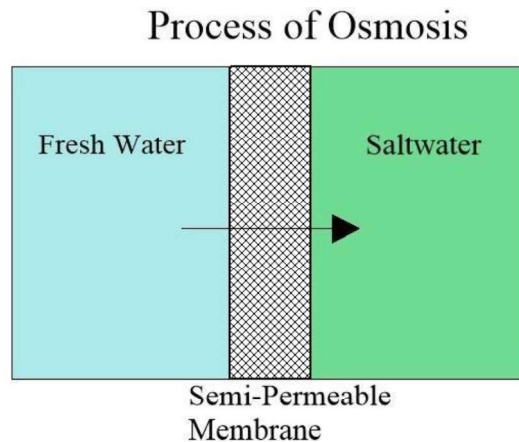 Process of Osmosis
Fresh Water
Saltwater
Semi-Permeable
Membrane